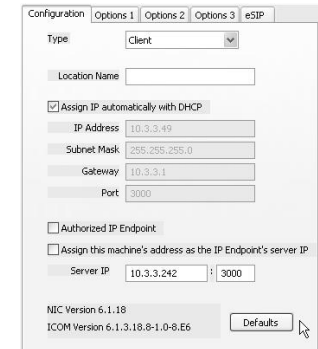 Configuration Options 1 Options 2 Options 3 eSIP
Type Client
Location Name
Assign IP automatically with DHCP
IP Address 10.3.3.49
Subnet Mask 255.255.255.0
Gateway 10.3.3.1
Port 3000
Authorized IP Endpoint
Assign this machine's address as the IP Endpoint's server IP
Server IP 10.3.3.242 : 3000
NIC Version 6.1.18
ICOM Version 6.1.3.18.8-1.0-8.E6
Defaults